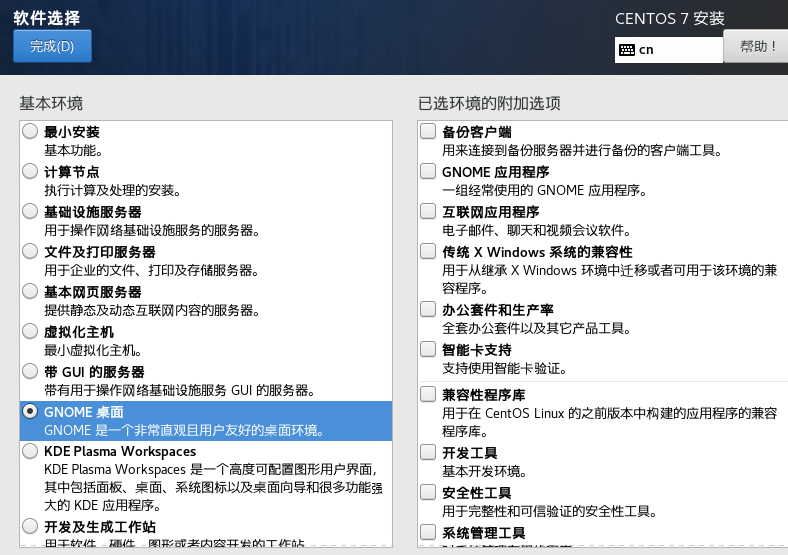 软件选择
完成(D)
CENTOS 7 安装
cn
帮助！
基本环境
最小安装
基本功能。
计算节点
执行计算及处理的安装。
基础设施服务器
用于操作网络基础设施服务的服务器。
文件及打印服务器
用于企业的文件、打印及存储服务器。
基本网页服务器
提供静态及动态互联网内容的服务器。
虚拟化主机
最小虚拟化主机。
带 GUI 的服务器
带有用于操作网络基础设施服务 GUI 的服务器。
GNOME 桌面
GNOME 是一个非常直观且用户友好的桌面环境。
KDE Plasma Workspaces
KDE Plasma Workspaces 是一个高度可配置图形用户界面，
其中包括面板、桌面、系统图标以及桌面向导和很多功能强
大的 KDE 应用程序。
开发及生成工作站
用于软件、硬件、图形或者内容开发的工作站
已选环境的附加选项
备份客户端
用来连接到备份服务器并进行备份的客户端工具。
GNOME 应用程序
一组经常使用的 GNOME 应用程序。
互联网应用程序
电子邮件、聊天和视频会议软件。
传统 X Windows 系统的兼容性
用于从继承 X Windows 环境中迁移或者可用于该环境的兼
容程序。
办公套件和生产率
全套办公套件以及其它产品工具。
智能卡支持
支持使用智能卡验证。
兼容性程序库
用于在 CentOS Linux 的之前版本中构建的应用程序的兼容
程序库。
开发工具
基本开发环境。
安全性工具
用于完整性和可信验证的安全性工具。
系统管理工具